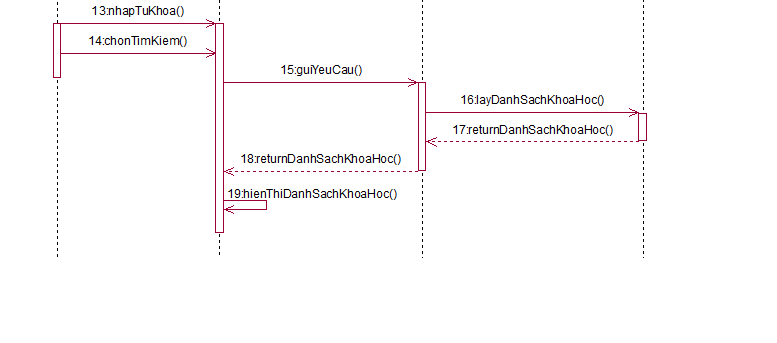 13:nhapTuKhoa()
14:chonTimKiem()
15:guiYeuCau()
16:layDanhSachKhoaHoc()
17:returnDanhSachKhoaHoc()
18:returnDanhSachKhoaHoc()
19:hienThiDanhSachKhoaHoc()